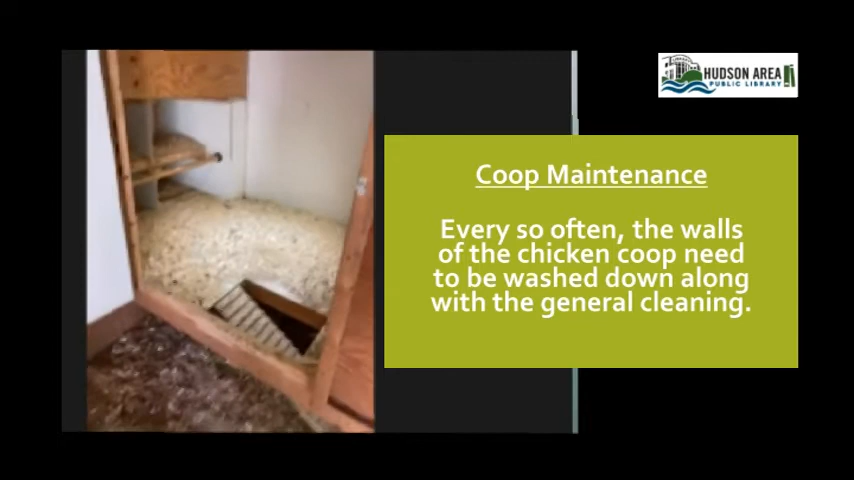 HUDSON AREA
PUBLIC LIBRARY
Coop Maintenance
Every so often, the walls
of the chicken coop need
to be washed down along
with the general cleaning.